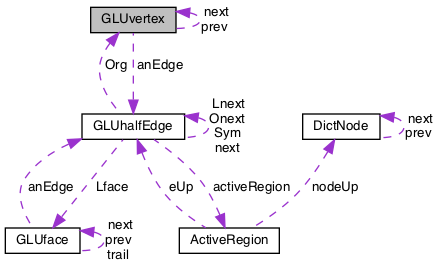 GLUvertex
next
prev
Org
anEdge
GLUhalfEdge
Lnext
Onext
Sym
next
DictNode
next
prev
anEdge
Lface
eUp
activeRegion
nodeUp
GLUface
next
prev
trail
ActiveRegion